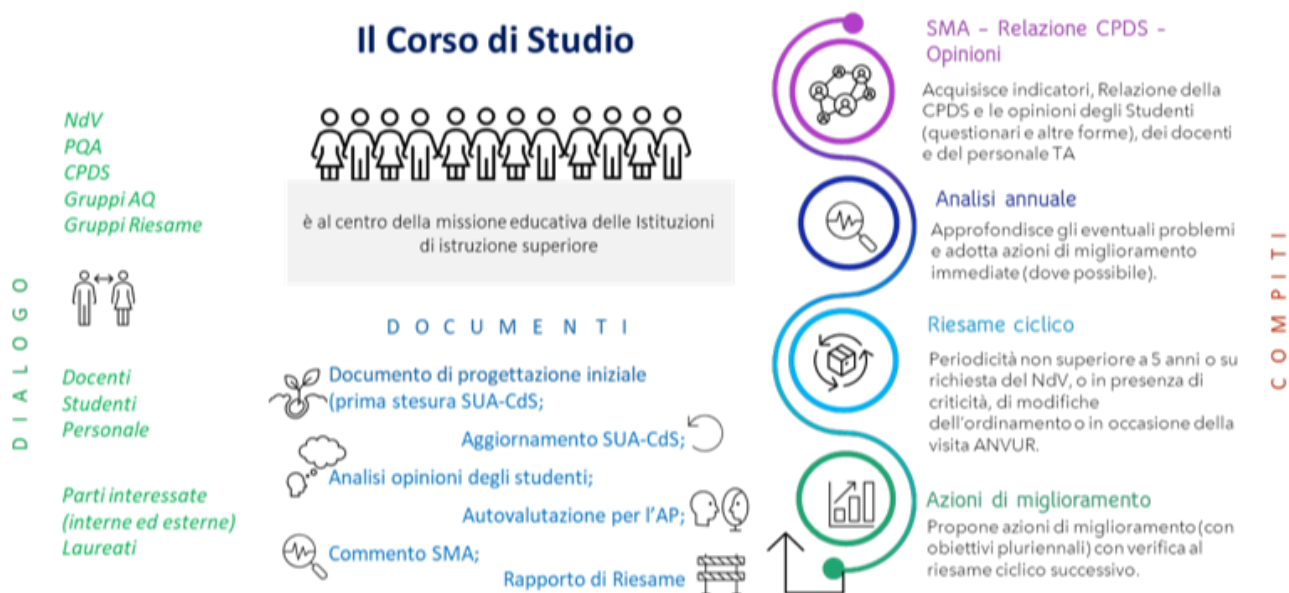 Il Corso di Studio
è al centro della missione educativa delle Istituzioni
di istruzione superiore
DIALOGO
NdV
PQA
CPDS
Gruppi AQ
Gruppi Riesame
Docenti
Studenti
Personale
Parti interessate
(interne ed esterne)
Laureati
DOCUMENTI
Documento di progettazione iniziale
(prima stesura SUA-CdS;
Aggiornamento SUA-CdS;
Analisi opinioni degli studenti;
Autovalutazione per l'AP;
Commento SMA;
Rapporto di Riesame
SMA - Relazione CPDS -
Opinioni
Acquisisce indicatori, Relazione della
CPDS e le opinioni degli Studenti
(questionari e altre forme), dei docenti
e del personale TA
Analisi annuale
Approfondisce gli eventuali problemi
e adotta azioni di miglioramento
immediate (dove possibile).
Riesame ciclico
Periodicità non superiore a 5 anni o su
richiesta del NdV, o in presenza di
criticità, di modifiche
dell'ordinamento o in occasione della
visita ANVUR.
Azioni di miglioramento
Propone azioni di miglioramento (con
obiettivi pluriennali) con verifica al
riesame ciclico successivo.
COMPITI